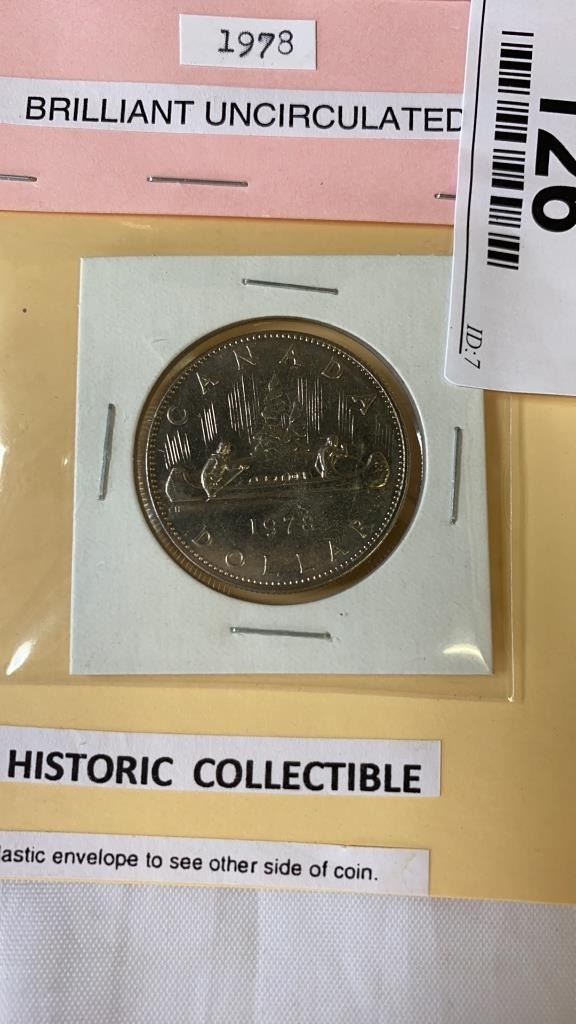 1978
BRILLIANT UNCIRCULATED
126
ID:7
CANADA
1978
DOLLAR
HISTORIC COLLECTIBLE
lastic envelope to see other side of coin.